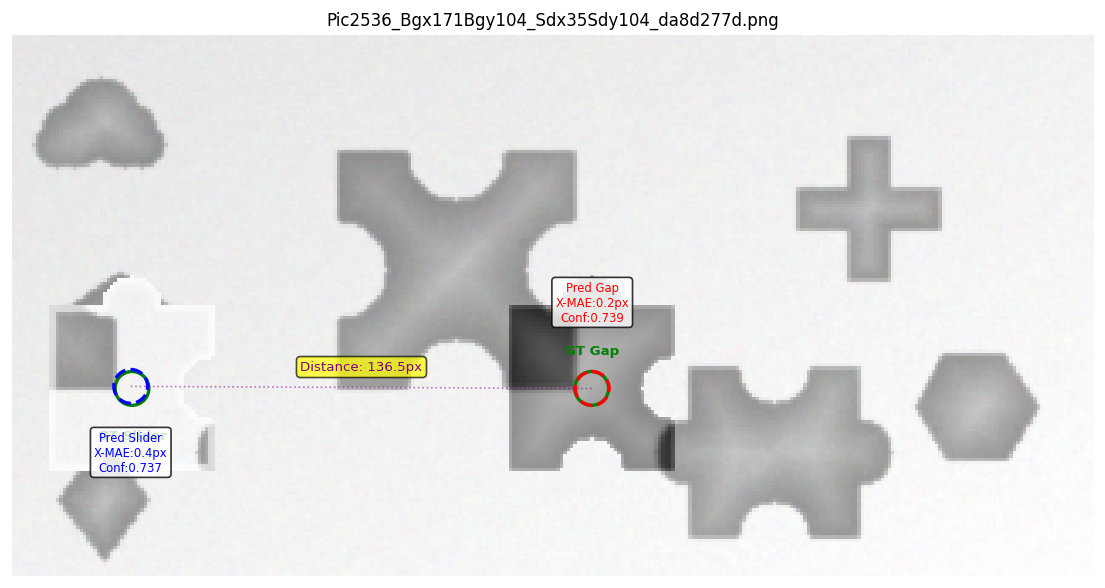 Pic2536_Bgx171Bgy104_Sdx35Sdy104_da8d277d.png
Pred Gap
X-MAE:0.2px
Conf:0.739
GT Gap
Distance: 136.5px
Pred Slider
X-MAE:0.4px
Conf:0.737